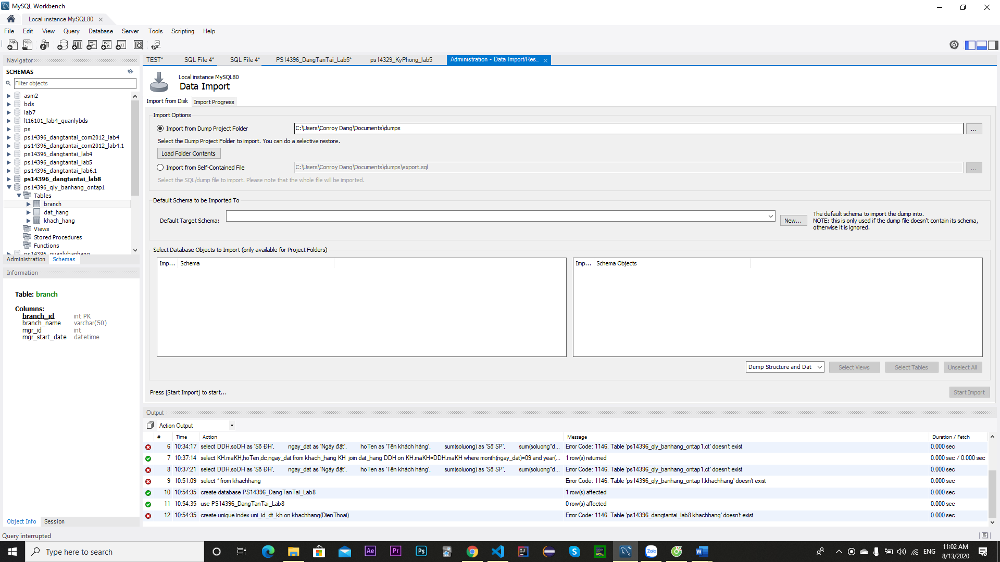 MySQL Workbench
Local instance MySQL80
File Edit View Query Database Server Tools Scripting Help
Navigator
SCHEMAS
Filter objects
asm2
bds
lab7
lt16101_lab4_quanlybds
ps
ps14396_dangtantai_com2012_lab4
ps14396_dangtantai_com2012_lab4.1
ps14396_dangtantai_lab4
ps14396_dangtantai_lab5
ps14396_dangtantai_lab6.1
ps14396_dangtantai_lab8
ps14396_qly_banhang_ontap1
Tables
branch
dat_hang
khach_hang
Views
Stored Procedures
Functions
ps14396_quanlybanhang
Administration Schemas
Information
Table: branch
Columns:
branch_id int PK
branch_name varchar(50)
mgr_id int
mgr_start_date datetime
Object Info Session
TEST* SQL File 4* SQL File 4* PS14396_DangTanTai_Lab5* ps14329_KyPhong_lab5 Administration - Data Import/Res...
Local instance MySQL80
Data Import
Import from Disk Import Progress
Import Options
Import from Dump Project Folder C:\Users\Conroy Dang\Documents\dumps ...
Select the Dump Project Folder to import. You can do a selective restore.
Load Folder Contents
Import from Self-Contained File C:\Users\Conroy Dang\Documents\dumps\export.sql ...
Select the SQL/dump file to import. Please note that the whole file will be imported.
Default Schema to be Imported To
Default Target Schema: New...
The default schema to import the dump into.
NOTE: this is only used if the dump file doesn't contain its schema,
otherwise it is ignored.
Select Database Objects to Import (only available for Project Folders)
Imp... Schema
Imp... Schema Objects
Dump Structure and Dat Select Views Select Tables Unselect All
Press [Start Import] to start... Start Import
Output
Action Output
# Time Action Message Duration / Fetch
6 10:34:17 select DDH.soDH as 'Số ĐH', ngay_dat as 'Ngày đặt', hoTen as 'Tên khách hàng', sum(soluong) as 'Số SP', sum(soluong*d... Error Code: 1146. Table 'ps14396_qly_banhang_ontap1.ct' doesn't exist 0.000 sec
7 10:37:14 select KH.maKH,hoTen,dc,ngay_dat from khach_hang KH join dat_hang DDH on KH.maKH=DDH.maKH where month(ngay_dat)=09 and year(... 1 row(s) returned 0.000 sec / 0.000 sec
8 10:37:21 select DDH.soDH as 'Số ĐH', ngay_dat as 'Ngày đặt', hoTen as 'Tên khách hàng', sum(soluong) as 'Số SP', sum(soluong*d... Error Code: 1146. Table 'ps14396_qly_banhang_ontap1.ct' doesn't exist 0.000 sec
9 10:51:09 select * from khachhang Error Code: 1146. Table 'ps14396_qly_banhang_ontap1.khachhang' doesn't exist 0.000 sec
10 10:54:35 create database PS14396_DangTanTai_Lab8 1 row(s) affected 0.000 sec
11 10:54:35 use PS14396_DangTanTai_Lab8 0 row(s) affected 0.000 sec
12 10:54:35 create unique index uni_id_dt_kh on khachhang(DienThoai) Error Code: 1146. Table 'ps14396_dangtantai_lab8.khachhang' doesn't exist 0.000 sec
Query interrupted
Type here to search
Ae Pr Ps Zalo
ENG
11:02 AM
8/13/2020